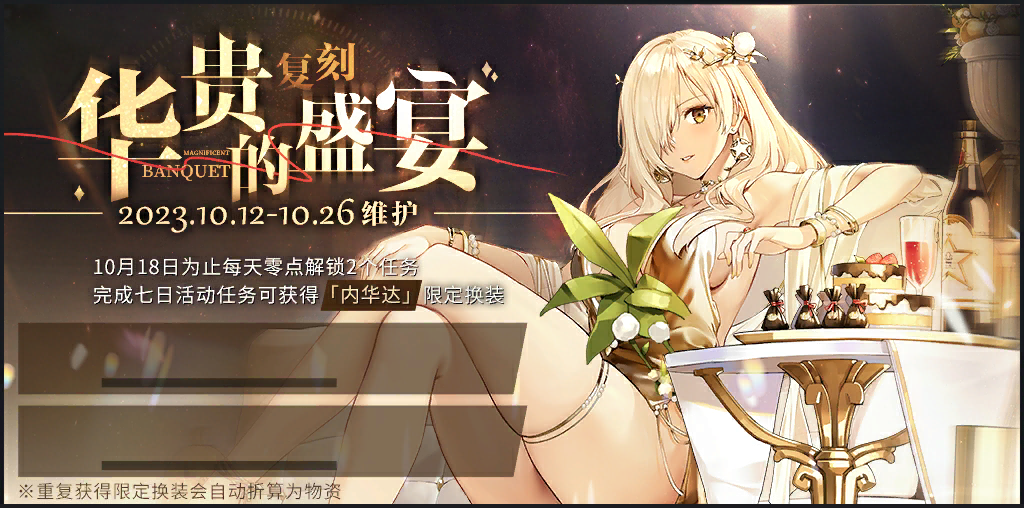 华贵的盛宴
复刻
MAGNIFICENT
BANQUET
2023.10.12-10.26 维护
10月18日为止每天零点解锁2个任务
完成七日活动任务可获得「内华达」限定换装
※重复获得限定换装会自动折算为物资